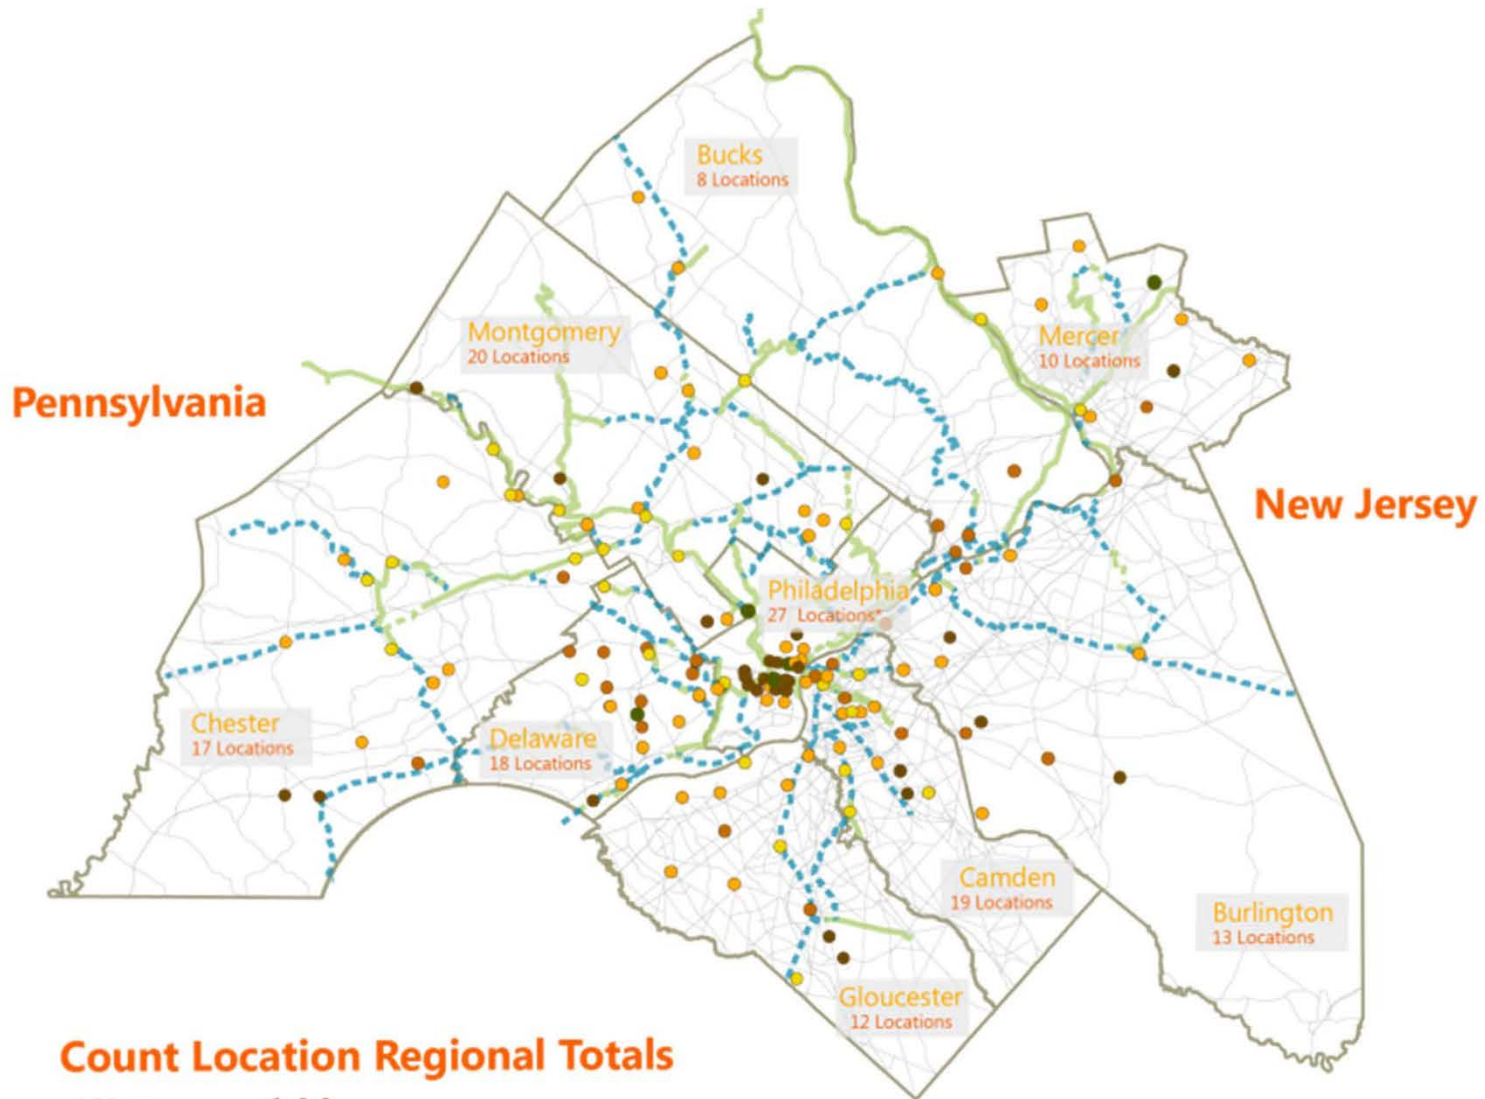 Bucks
8 Locations
Montgomery
20 Locations
Mercer
10 Locations
Pennsylvania
New Jersey
Philadelphia
27 Locations*
Chester
17 Locations
Delaware
18 Locations
Camden
19 Locations
Burlington
13 Locations
Gloucester
12 Locations
Count Location Regional Totals